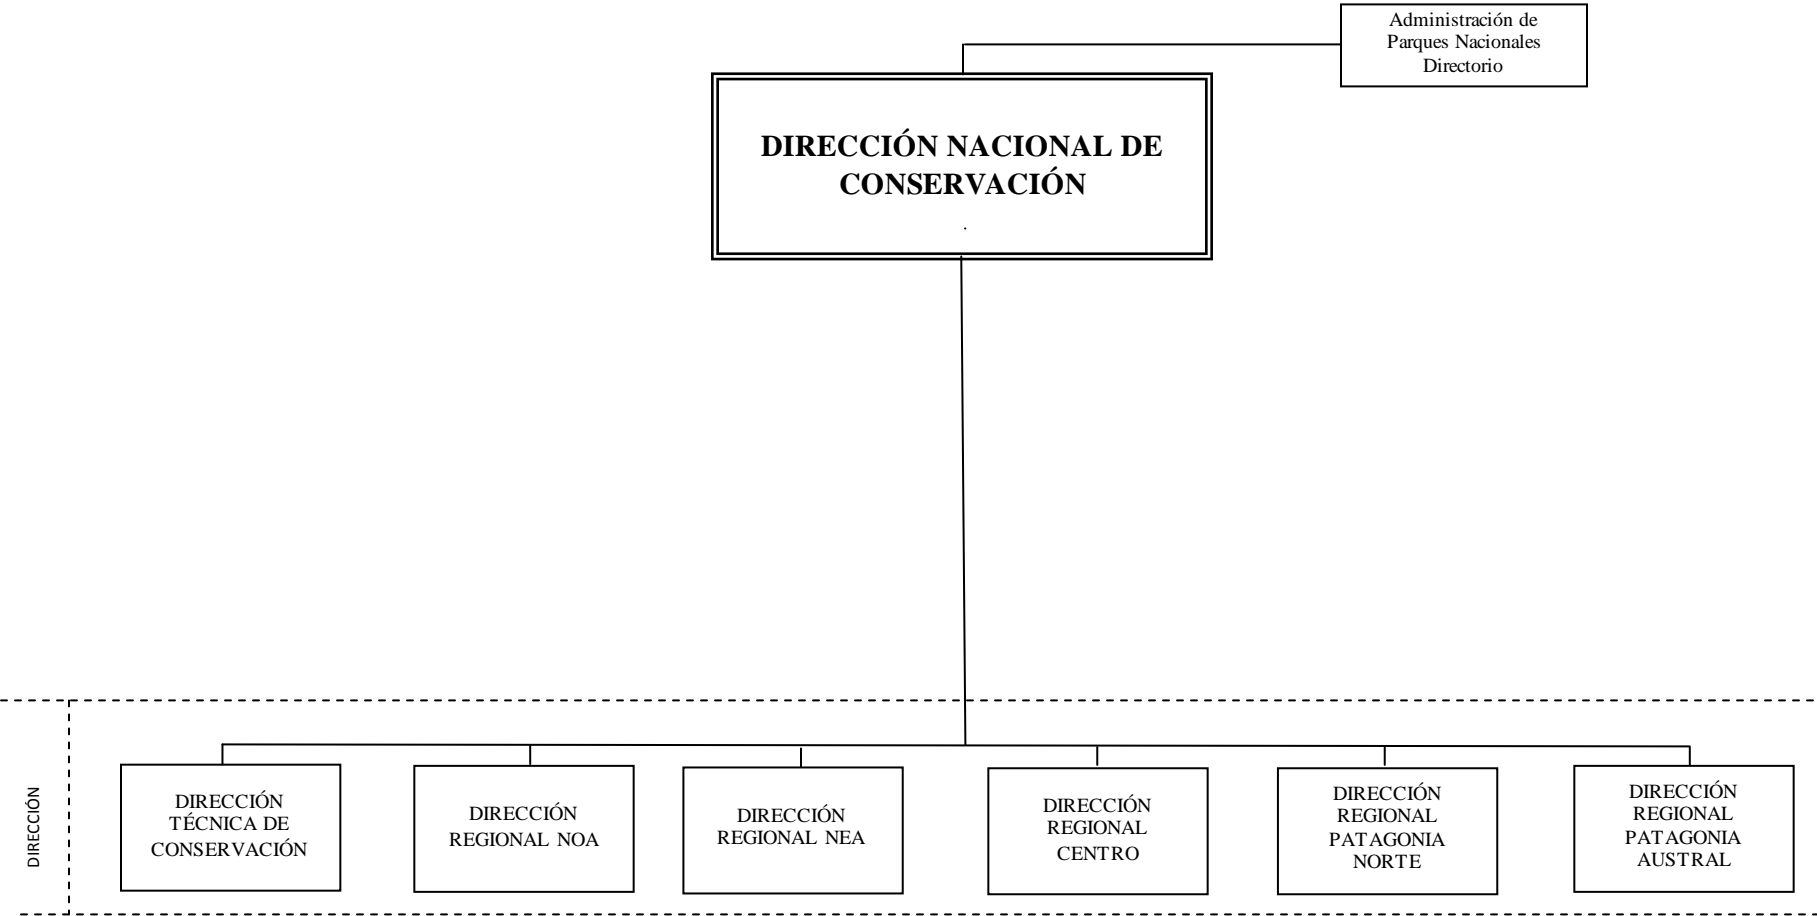 Administración de
Parques Nacionales
Directorio
DIRECCIÓN NACIONAL DE
CONSERVACIÓN
.
DIRECCIÓN
DIRECCIÓN
TÉCNICA DE
CONSERVACIÓN
DIRECCIÓN
REGIONAL NOA
DIRECCIÓN
REGIONAL NEA
DIRECCIÓN
REGIONAL
CENTRO
DIRECCIÓN
REGIONAL
PATAGONIA
NORTE
DIRECCIÓN
REGIONAL
PATAGONIA
AUSTRAL